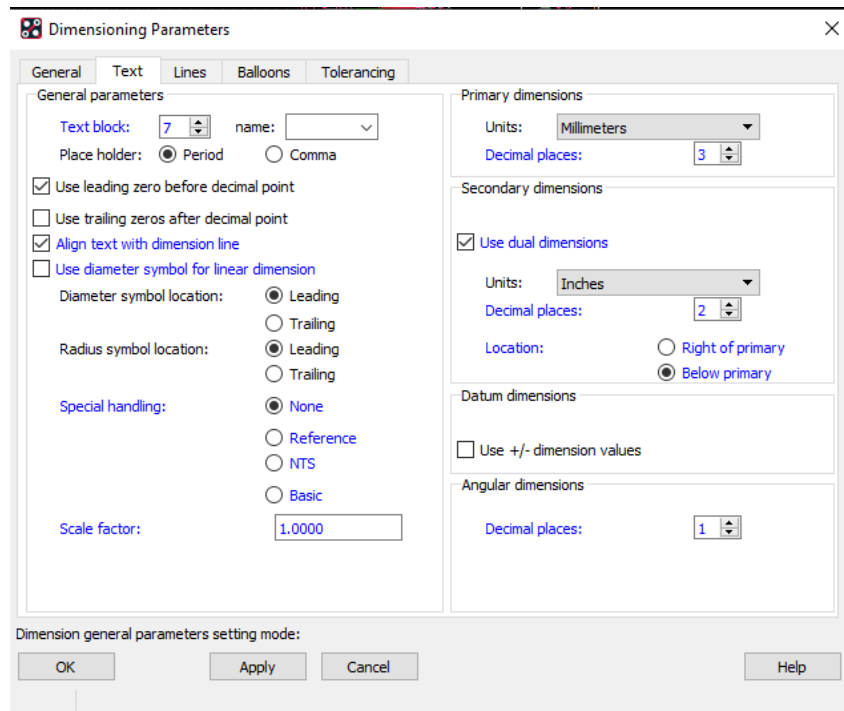 Dimensioning Parameters
General Text Lines Balloons Tolerancing
General parameters
Text block: 7 name:
Place holder: Period Comma
Use leading zero before decimal point
Use trailing zeros after decimal point
Align text with dimension line
Use diameter symbol for linear dimension
Diameter symbol location: Leading
Trailing
Radius symbol location: Leading
Trailing
Special handling: None
Reference
NTS
Basic
Scale factor: 1.0000
Primary dimensions
Units: Millimeters
Decimal places: 3
Secondary dimensions
Use dual dimensions
Units: Inches
Decimal places: 2
Location: Right of primary
Below primary
Datum dimensions
Use +/- dimension values
Angular dimensions
Decimal places: 1
Dimension general parameters setting mode:
OK Apply Cancel Help